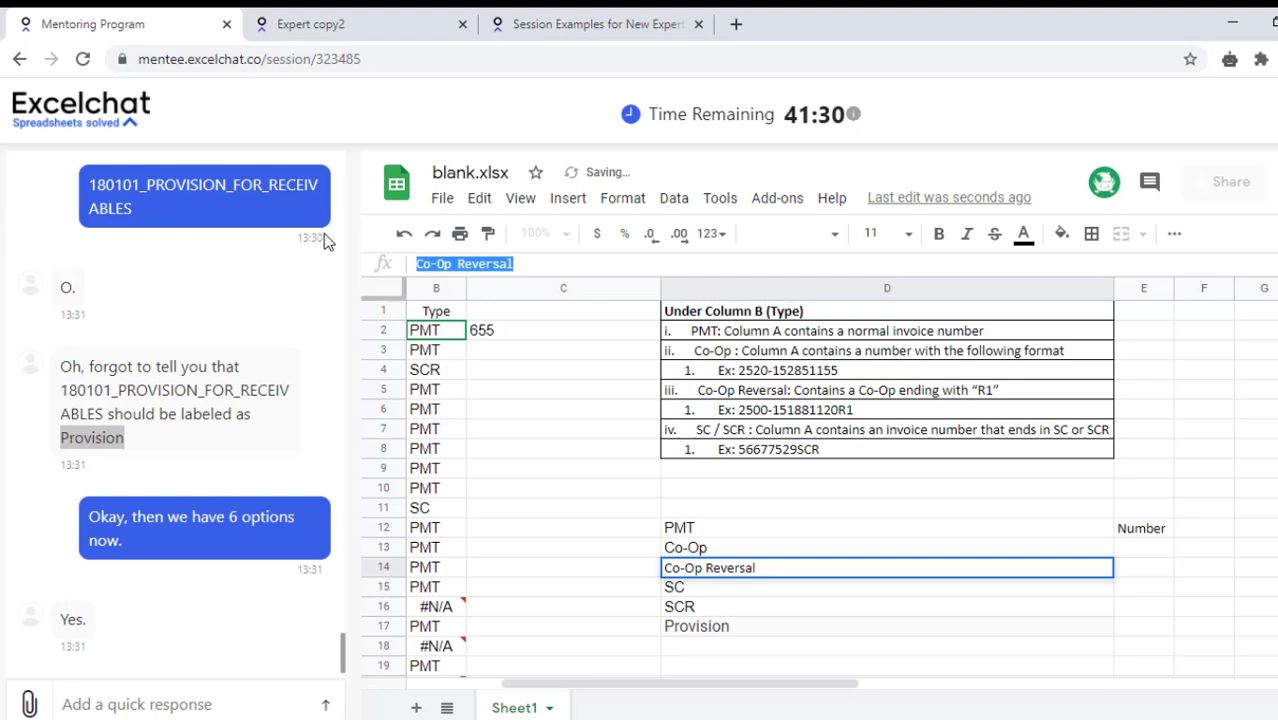 Mentoring Program
Expert copy2
Session Examples for New Expert
mentee.excelchat.co/session/323485
Excelchat
Spreadsheets solved
Time Remaining 41:30
180101_PROVISION_FOR_RECEIV
ABLES
13:30
O.
13:31
Oh, forgot to tell you that
180101_PROVISION_FOR_RECEIV
ABLES should be labeled as
Provision
13:31
Okay, then we have 6 options
now.
13:31
Yes.
13:31
Add a quick response
blank.xlsx
Saving...
Share
File Edit View Insert Format Data Tools Add-ons Help Last edit was seconds ago
100% $ % .0 .00 123 11 B I S A
fx Co-Op Reversal
B C D E F G
1 Type Under Column B (Type)
2 PMT 655 i. PMT: Column A contains a normal invoice number
3 PMT ii. Co-Op : Column A contains a number with the following format
4 SCR 1. Ex: 2520-152851155
5 PMT iii. Co-Op Reversal: Contains a Co-Op ending with “R1”
6 PMT 1. Ex: 2500-151881120R1
7 PMT iv. SC / SCR : Column A contains an invoice number that ends in SC or SCR
8 PMT 1. Ex: 56677529SCR
9 PMT
10 PMT
11 SC
12 PMT PMT Number
13 PMT Co-Op
14 PMT Co-Op Reversal
15 PMT SC
16 #N/A SCR
17 PMT Provision
18 #N/A
19 PMT
Sheet1